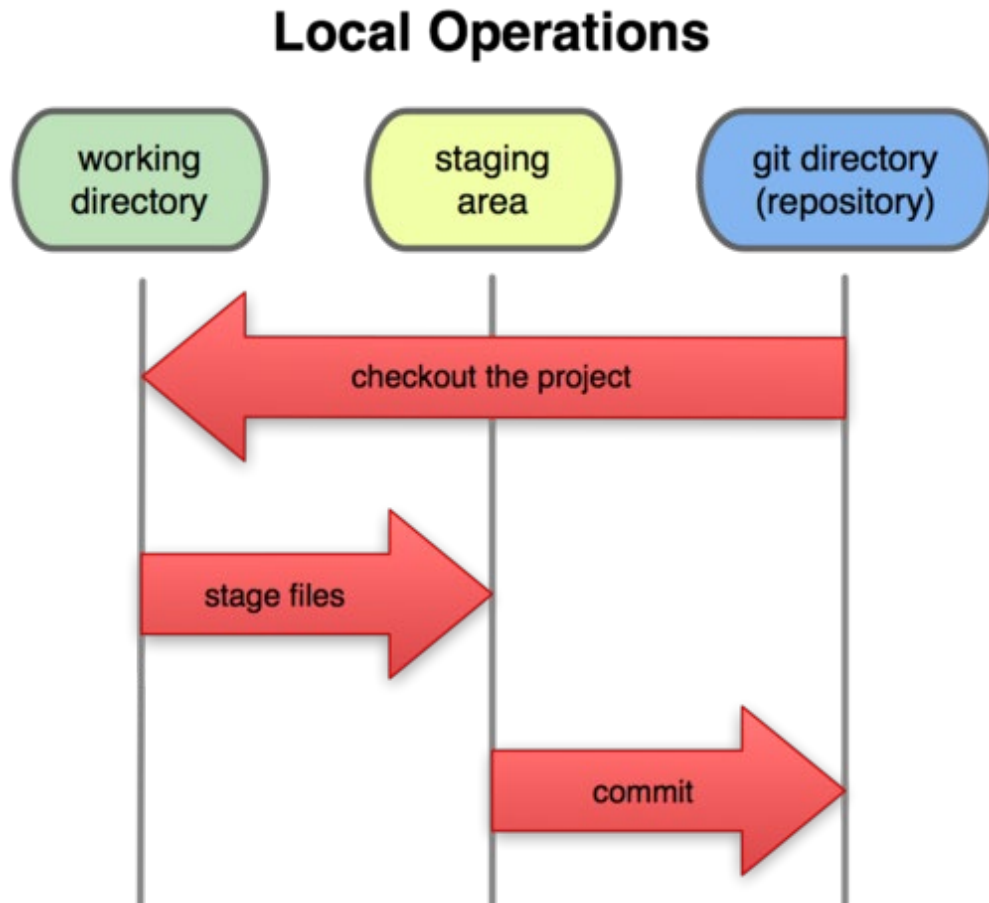 Local Operations
working
directory
staging
area
git directory
(repository)
checkout the project
stage files
commit